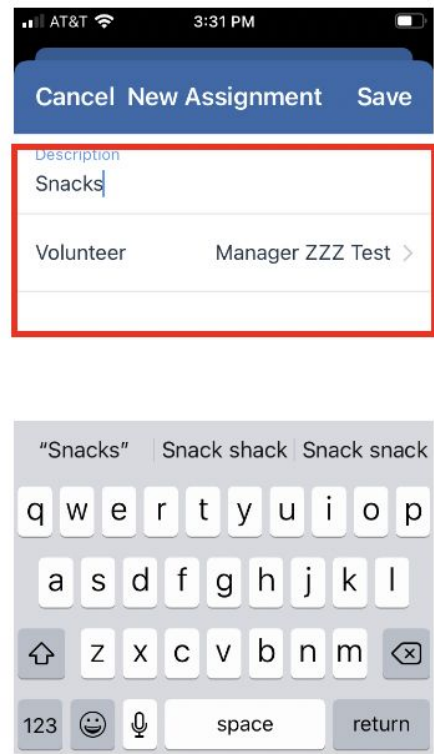 AT&T 3:31 PM
Cancel New Assignment Save
Description
Snacks
Volunteer Manager ZZZ Test
"Snacks" Snack shack Snack snack
q w e r t y u i o p
a s d f g h j k l
z x c v b n m
123 space return